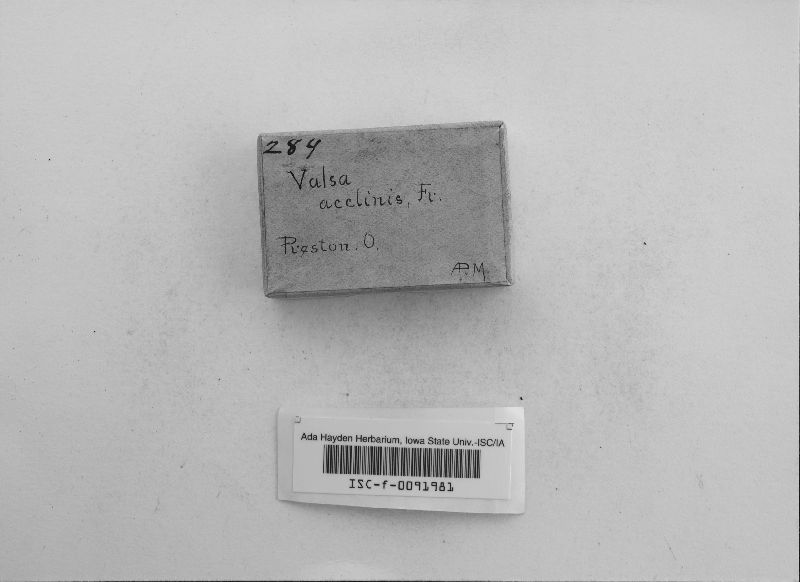 284
Valsa
acclinis, Fr.
Preston. O.
A.P.M.
Ada Hayden Herbarium, Iowa State Univ.-ISC/IA
ISC-f-0091981